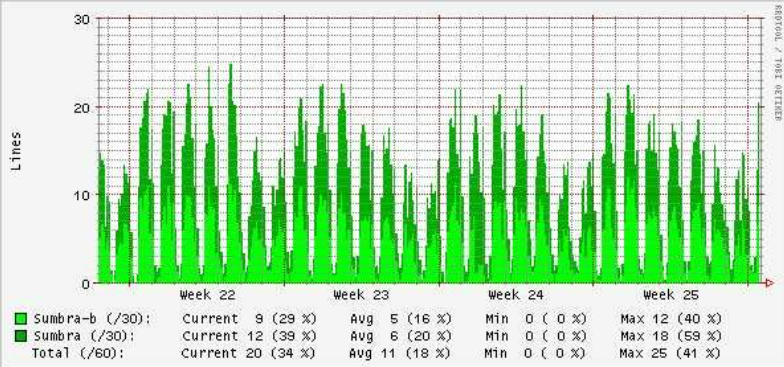 RRDTOOL / TOBI OETIKER
30
20
10
0
Lines
Week 22 Week 23 Week 24 Week 25
Sumbra-b (/30): Current 9 (29 %) Avg 5 (16 %) Min 0 ( 0 %) Max 12 (40 %)
Sumbra (/30): Current 12 (39 %) Avg 6 (20 %) Min 0 ( 0 %) Max 18 (59 %)
Total (/60): Current 20 (34 %) Avg 11 (18 %) Min 0 ( 0 %) Max 25 (41 %)